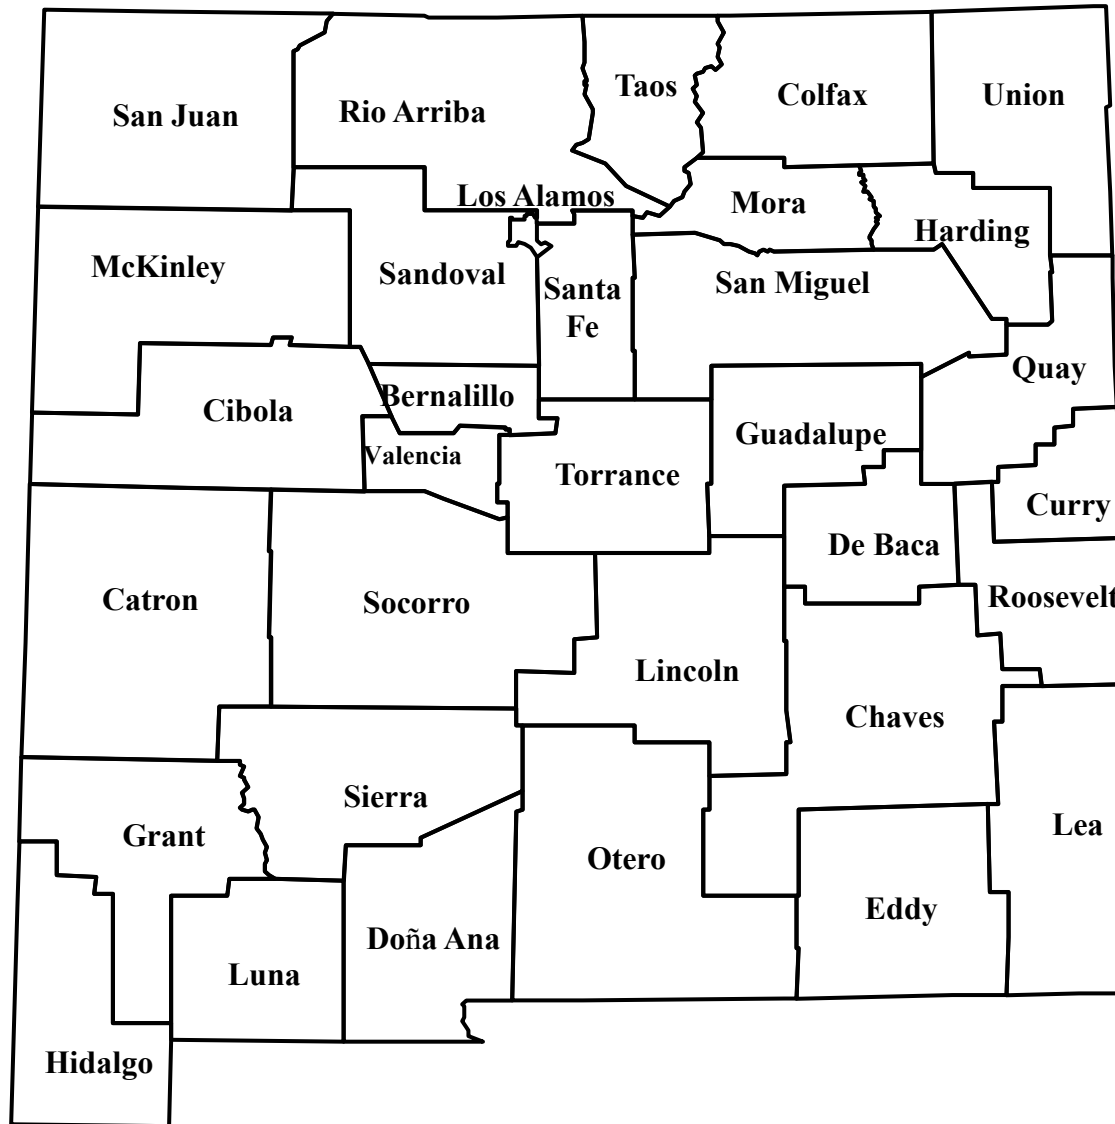 San Juan
Rio Arriba
Taos
Colfax
Union
Los Alamos
Mora
Harding
McKinley
Sandoval
Santa
Fe
San Miguel
Quay
Cibola
Bernalillo
Guadalupe
Valencia
Torrance
Curry
De Baca
Catron
Socorro
Roosevelt
Lincoln
Chaves
Sierra
Grant
Otero
Lea
Eddy
Doña Ana
Luna
Hidalgo